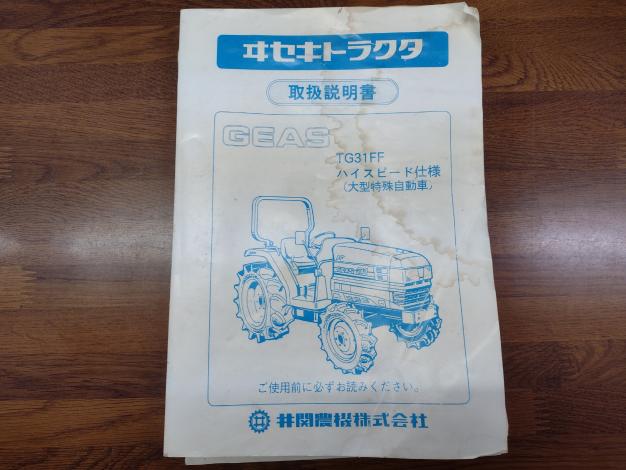 ヰセキトラクタ
取扱説明書
GEAS
TG31FF
ハイスピード仕様
(大型特殊自動車)
ご使用前に必ずお読みください。
井関農機株式会社